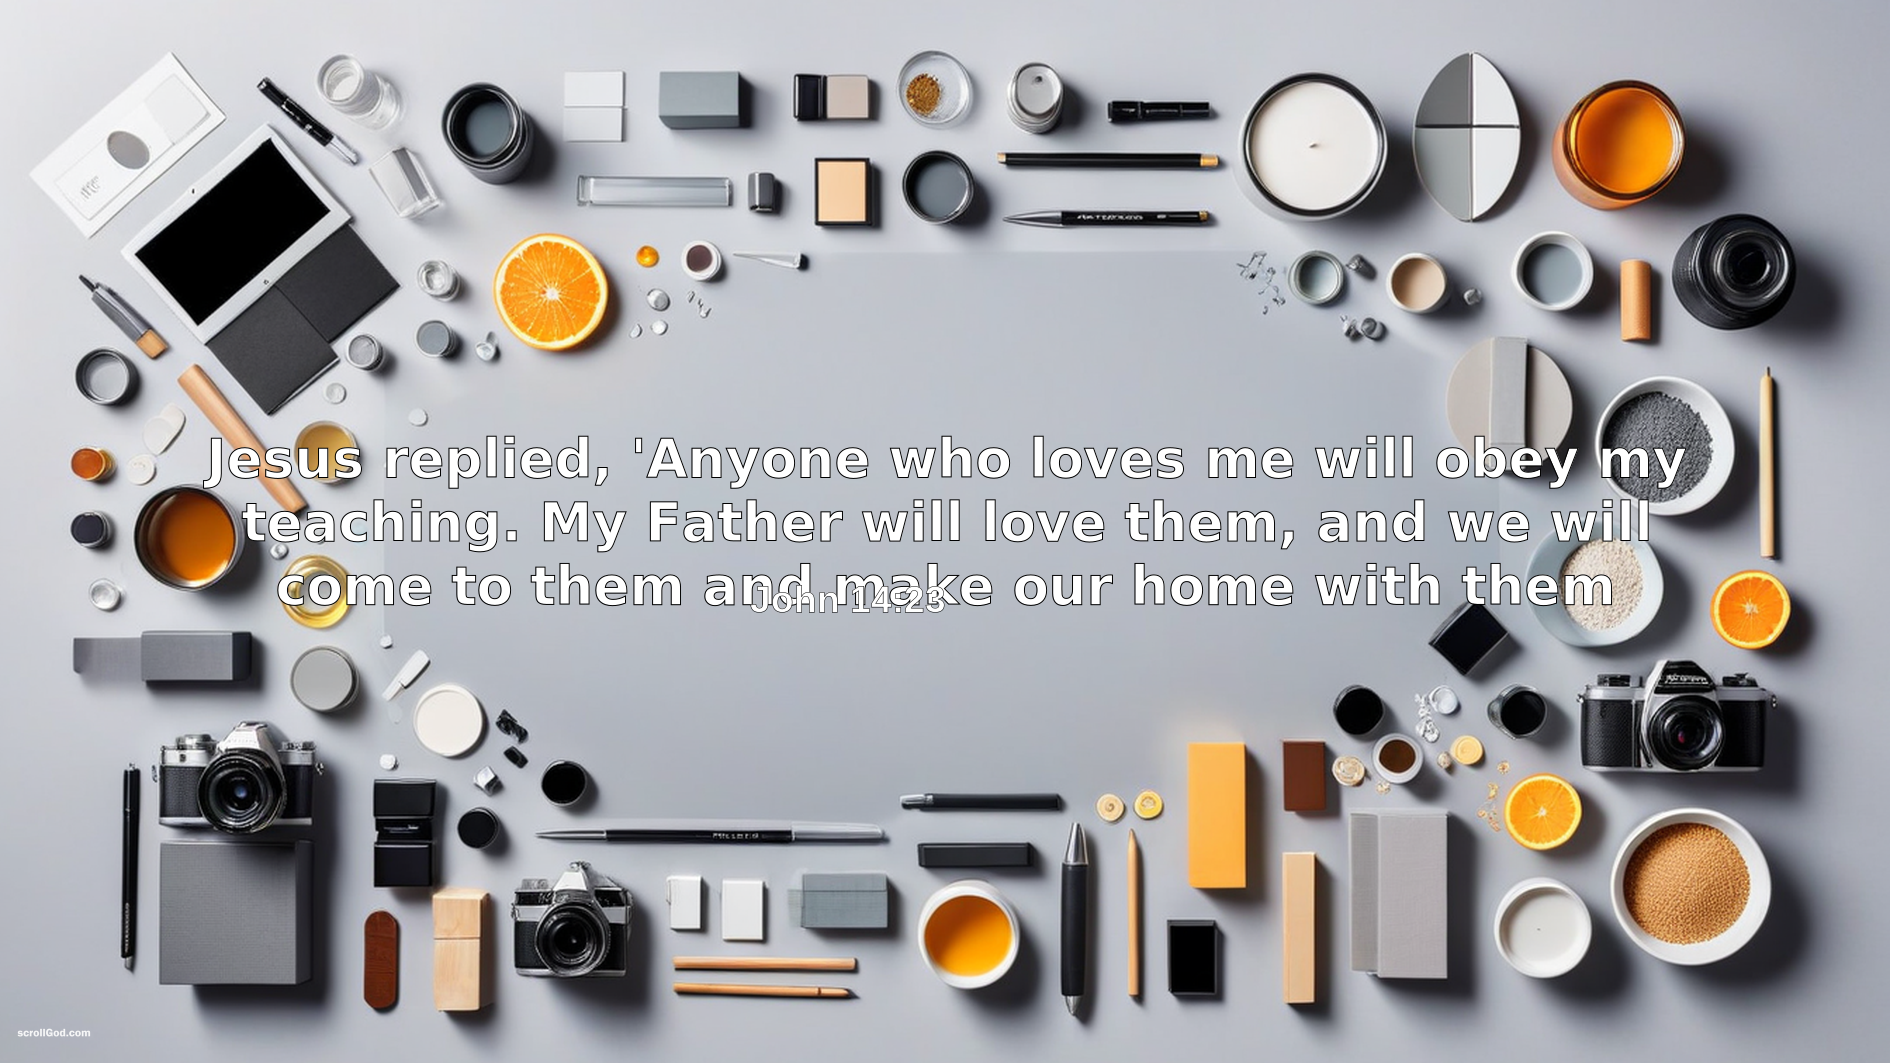 Jesus replied, 'Anyone who loves me will obey my
teaching. My Father will love them, and we will
come to them and make our home with them
John 14:23
scrollGod.com